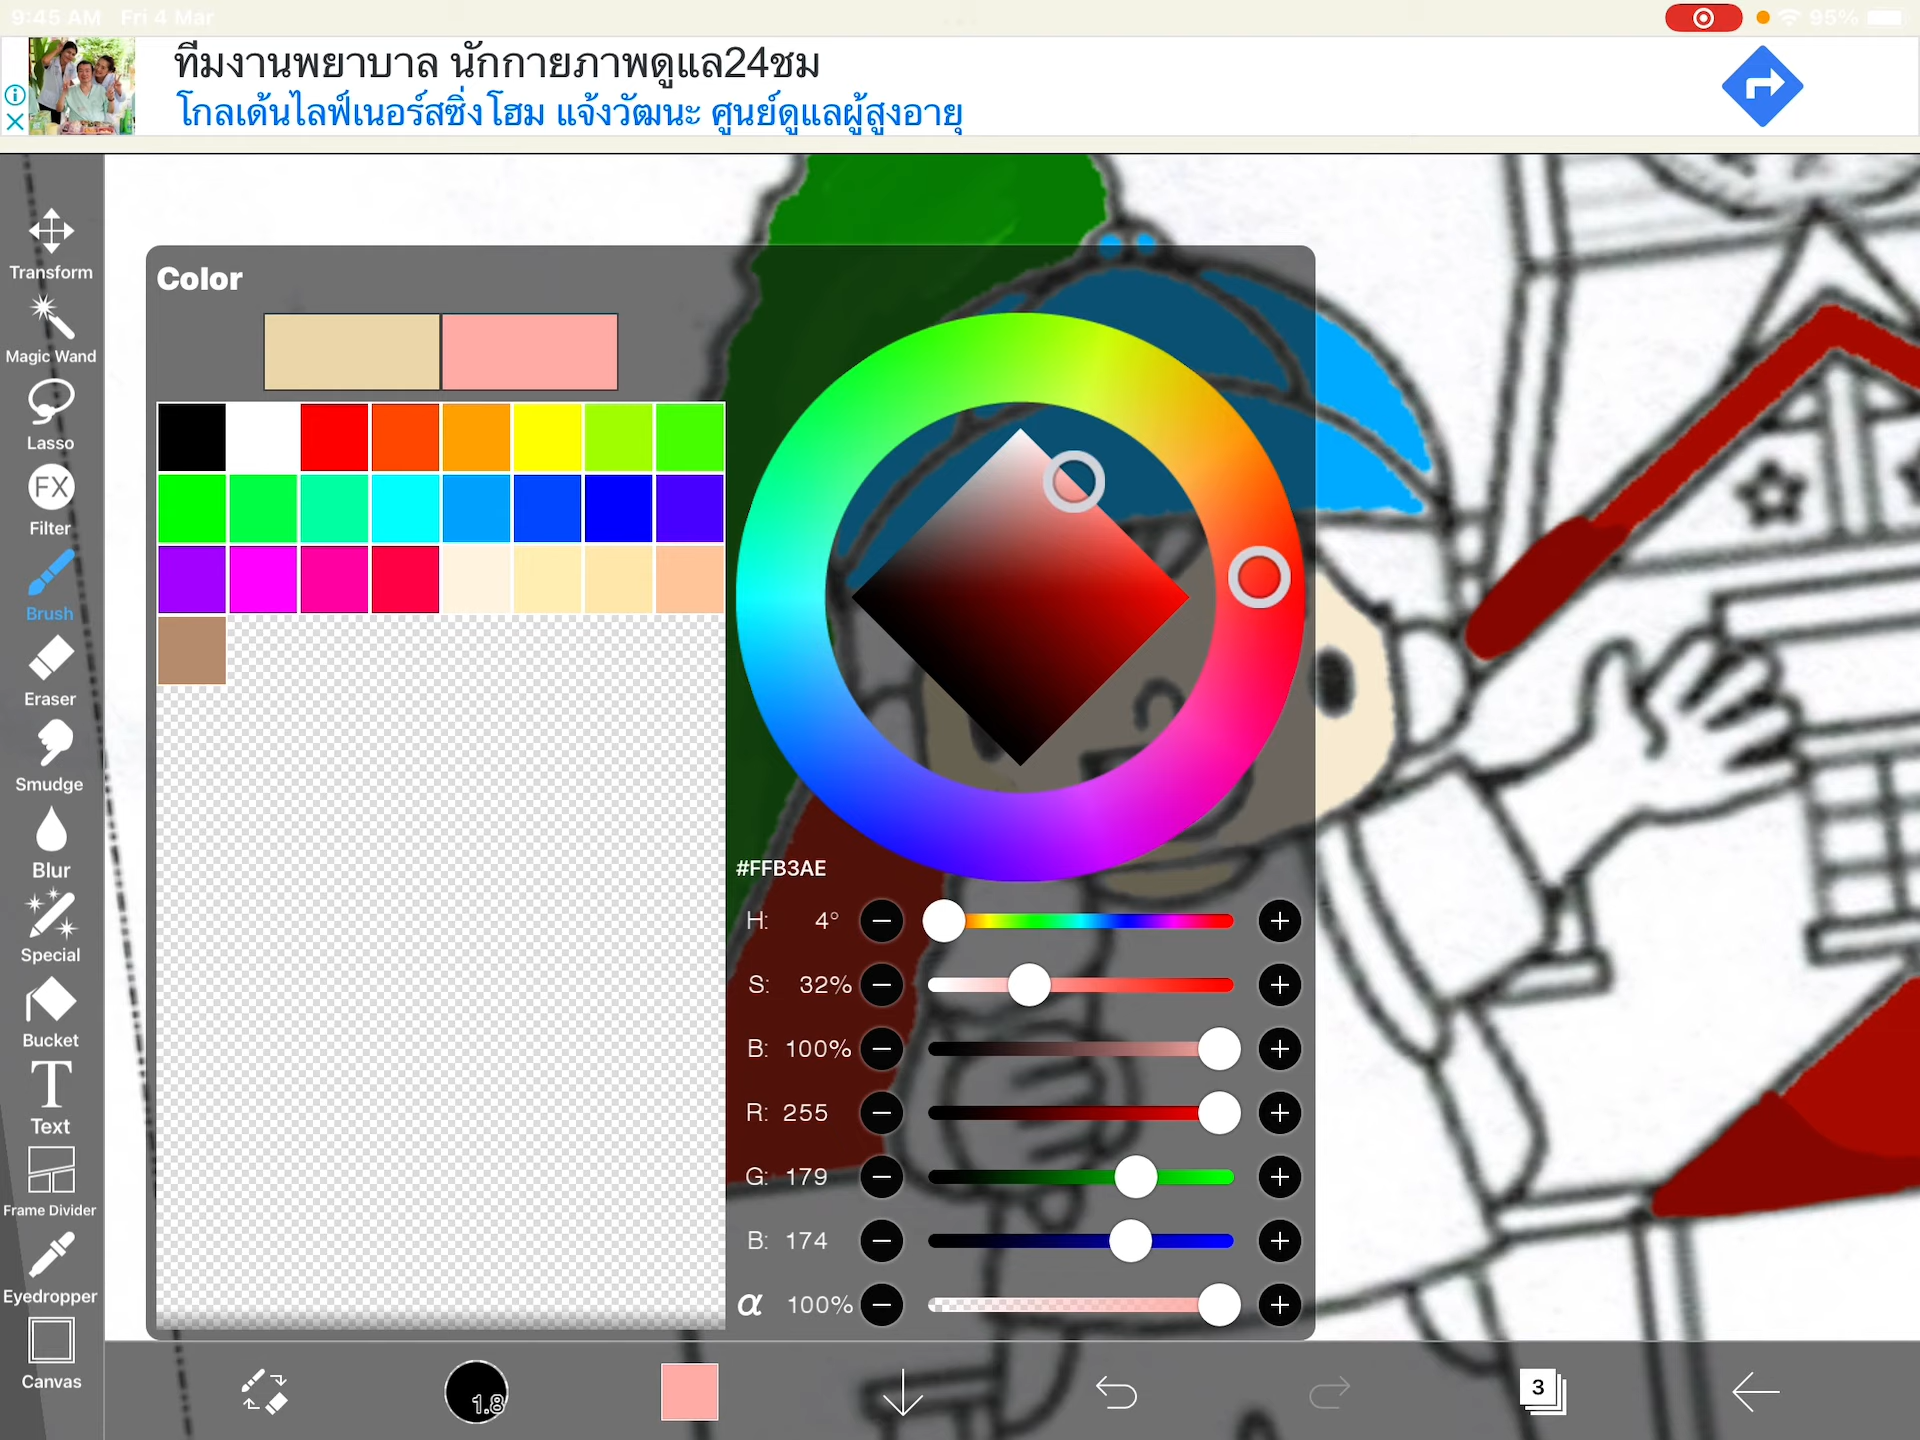 9:45 AM Fri 4 Mar
95%
ทีมงานพยาบาล นักกายภาพดูแล24ชม
โกลเด้นไลฟ์เนอร์สซิ่งโฮม แจ้งวัฒนะ ศูนย์ดูแลผู้สูงอายุ
Transform
Magic Wand
Lasso
FX
Filter
Brush
Eraser
Smudge
Blur
Special
Bucket
T
Text
Frame Divider
Eyedropper
Canvas
Color
#FFB3AE
H: 4°
S: 32%
B: 100%
R: 255
G: 179
B: 174
α 100%
1.8
3